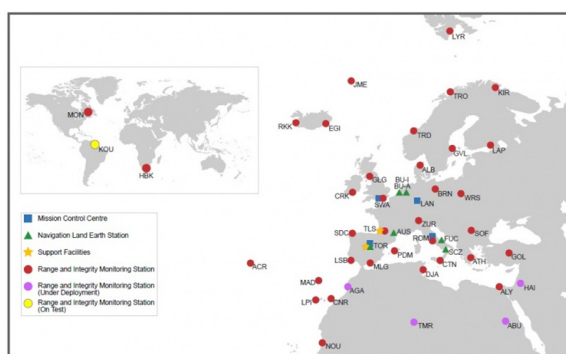 LYR
JME
KIR
TRO
RKK
EGI
TRD
LAP
GVL
MON
KOU
HBK
ALB
GLG
BU-I
BU-A
BRN
WRS
CRK
SWA
LAN
ZUR
TLS
AUS
SDC
ROM
FUC
SOF
TOR
SCZ
ACR
LSB
MLG
PDM
CTN
ATH
GOL
DJA
MAD
AGA
ALY
HAI
LPI
CNR
TMR
ABU
NOU
Mission Control Centre
Navigation Land Earth Station
Support Facilities
Range and Integrity Monitoring Station
Range and Integrity Monitoring Station
(Under Deployment)
Range and Integrity Monitoring Station
(On Test)